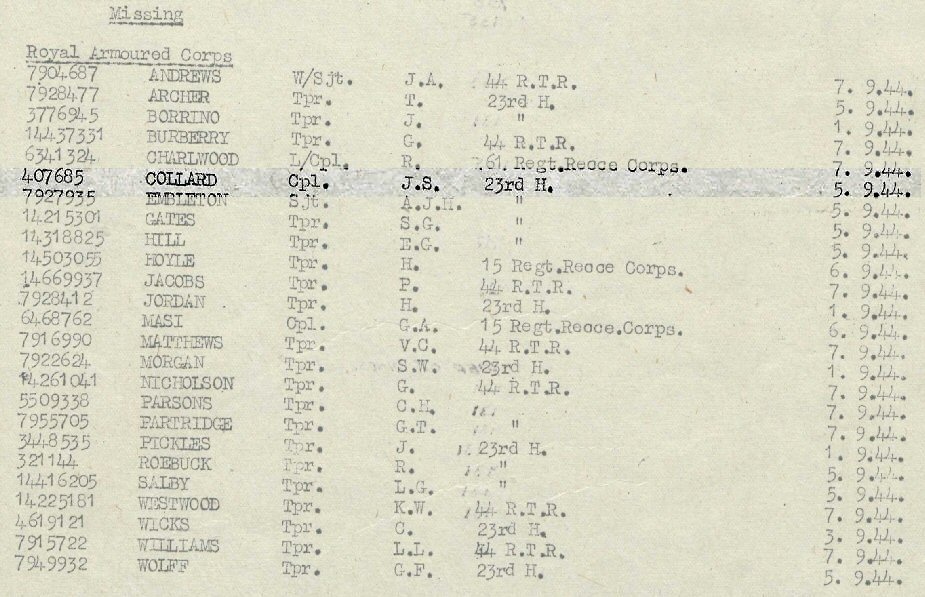 Missing
Royal Armoured Corps
7904687 ANDREWS W/Sjt. J.A. 44 R.T.R. 7. 9.44.
7928477 ARCHER Tpr. T. 23rd H. 5. 9.44.
3776945 BORRINO Tpr. J. " 1. 9.44.
14437331 BURBERRY Tpr. G. 44 R.T.R. 7. 9.44.
6341324 CHARLWOOD L/Cpl. R. 61 Regt.Recce Corps. 7. 9.44.
407685 COLLARD Cpl. J.S. 23rd H. 5. 9.44.
7927935 EMBLETON Sjt. A.J.H. " 5. 9.44.
14215301 GATES Tpr. S.G. " 5. 9.44.
14318825 HILL Tpr. E.G. " 5. 9.44.
14503055 HOYLE Tpr. H. 15 Regt.Recce Corps. 6. 9.44.
14669937 JACOBS Tpr. P. 44 R.T.R. 7. 9.44.
7928412 JORDAN Tpr. H. 23rd H. 1. 9.44.
6468762 MASI Cpl. G.A. 15 Regt.Recce.Corps. 6. 9.44.
7916990 MATTHEWS Tpr. V.C. 44 R.T.R. 7. 9.44.
7922624 MORGAN Tpr. S.W. 23rd H. 1. 9.44.
14261041 NICHOLSON Tpr. G. 44 R.T.R. 7. 9.44.
5509338 PARSONS Tpr. C.H. 7. 9.44.
7955705 PARTRIDGE Tpr. G.T. " 7. 9.44.
3448535 PICKLES Tpr. J. 23rd H. 1. 9.44.
321144 ROEBUCK Tpr. R. " 5. 9.44.
14416205 SALBY Tpr. L.G. " 5. 9.44.
14225181 WESTWOOD Tpr. K.W. 44 R.T.R. 7. 9.44.
4619121 WICKS Tpr. C. 23rd H. 3. 9.44.
7915722 WILLIAMS Tpr. L.L. 44 R.T.R. 7. 9.44.
7949932 WOLFF Tpr. G.F. 23rd H. 5. 9.44.